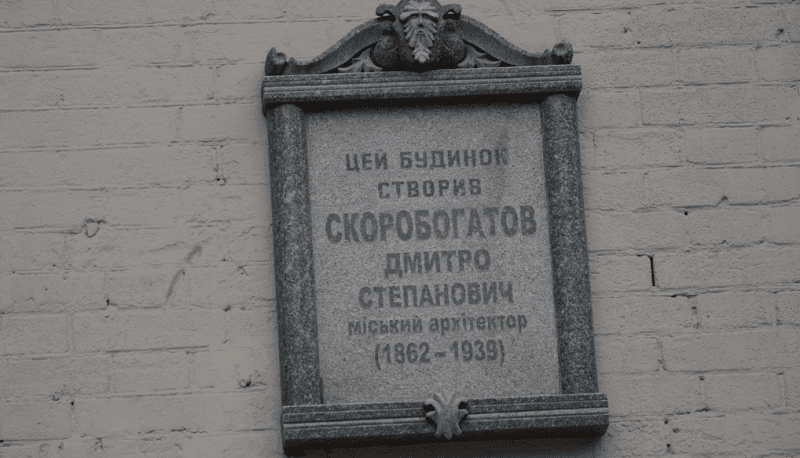 ЦЕЙ БУДИНОК
СТВОРИВ
СКОРОБОГАТОВ
ДМИТРО
СТЕПАНОВИЧ
міський архітектор
(1862 – 1939)